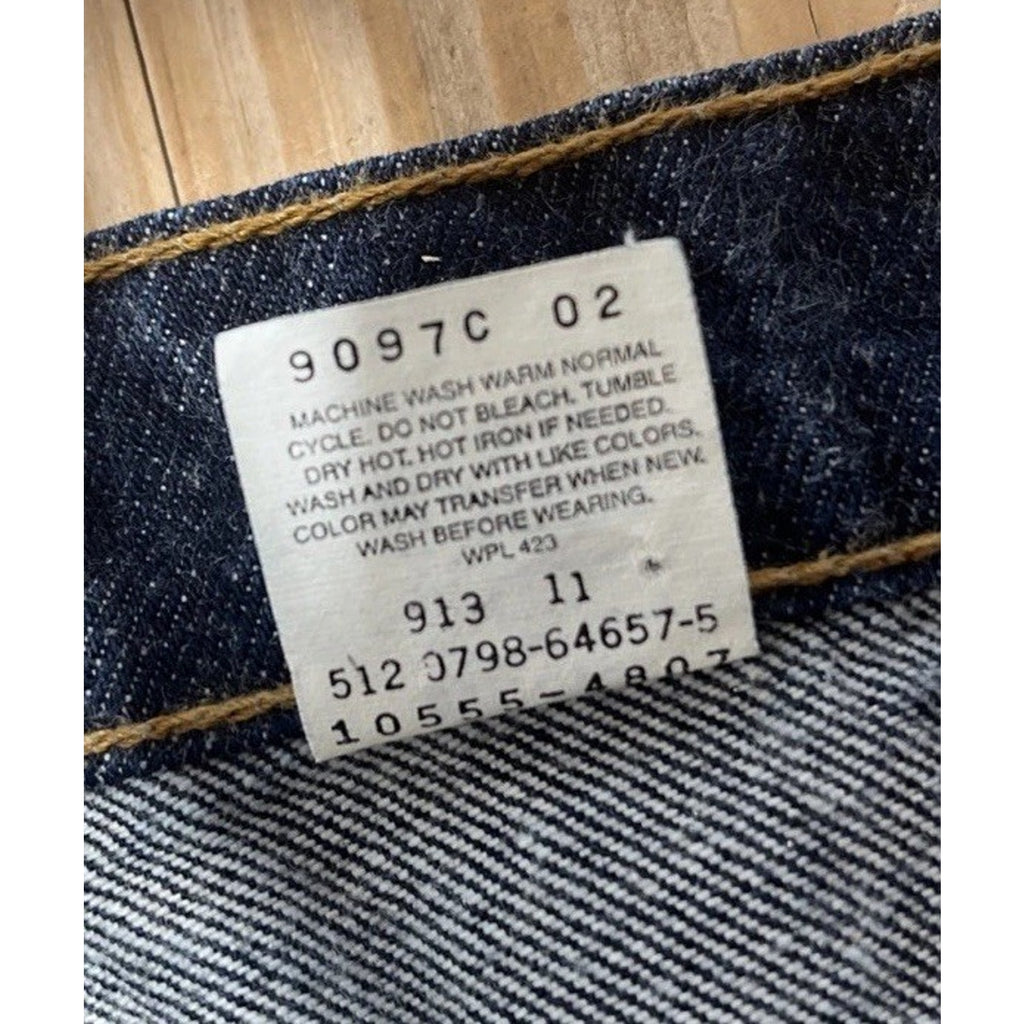 9097C 02
MACHINE WASH WARM NORMAL
CYCLE. DO NOT BLEACH. TUMBLE
DRY HOT. HOT IRON IF NEEDED.
WASH AND DRY WITH LIKE COLORS.
COLOR MAY TRANSFER WHEN NEW.
WASH BEFORE WEARING.
WPL 423
913 11
512 0798-64657-5
10555-4807